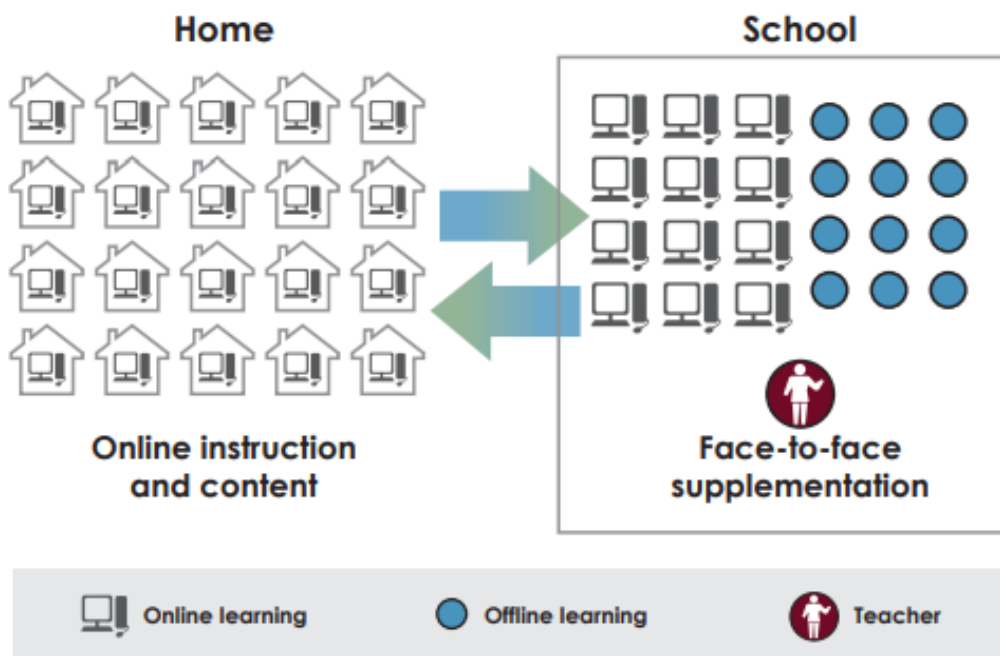 Home
School
Online instruction
and content
Face-to-face
supplementation
Online learning
Offline learning
Teacher